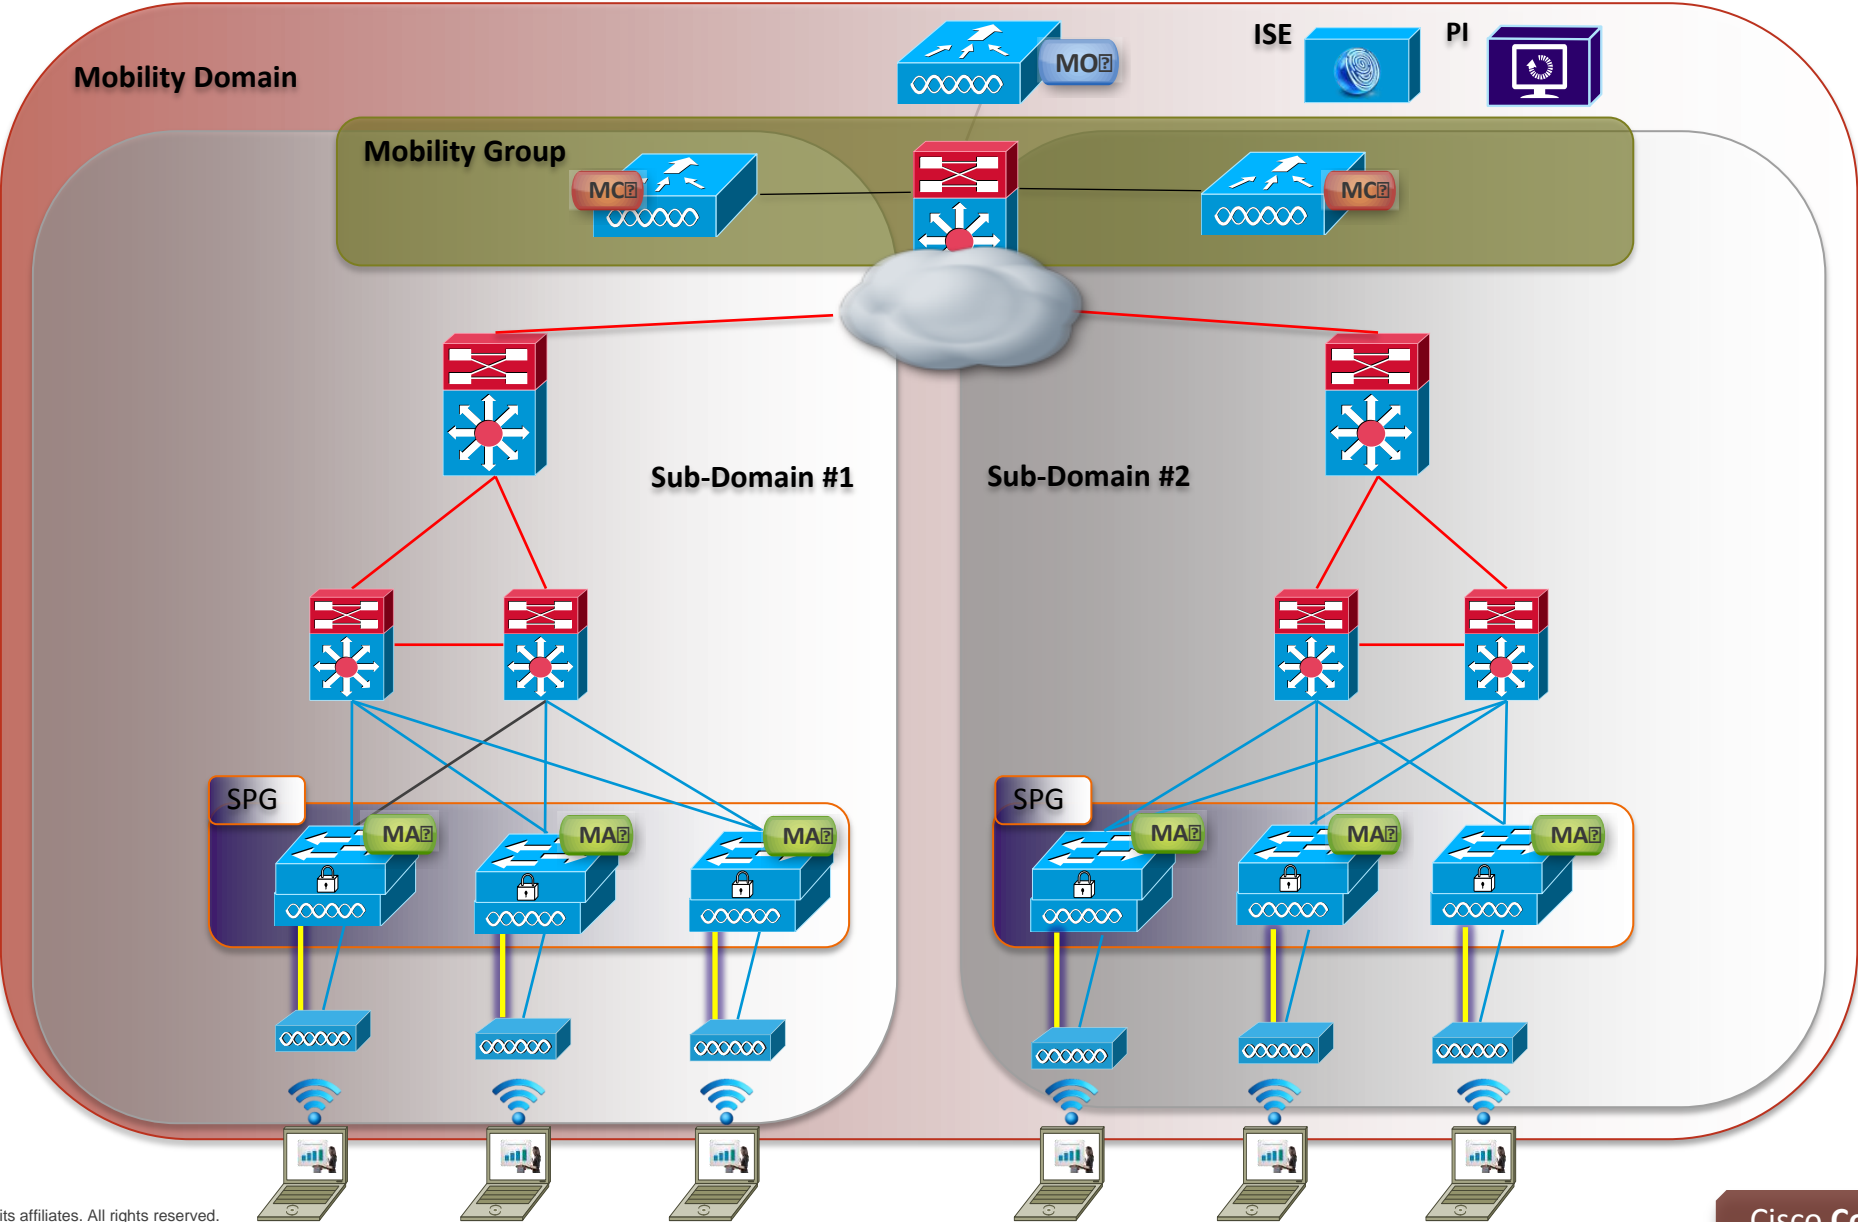 ISE
PI
MO
Mobility Domain
Mobility Group
MC
MC
Sub-Domain #1
Sub-Domain #2
SPG
MA
MA
MA
SPG
MA
MA
MA
its affiliates. All rights reserved.
Cisco